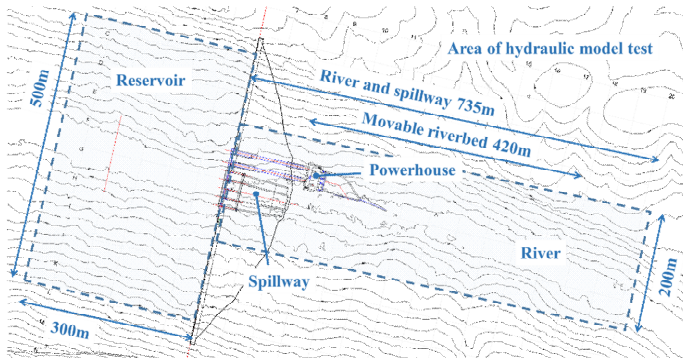 Area of hydraulic model test
Reservoir
River and spillway 735m
500m
Movable riverbed 420m
Powerhouse
River
Spillway
200m
300m